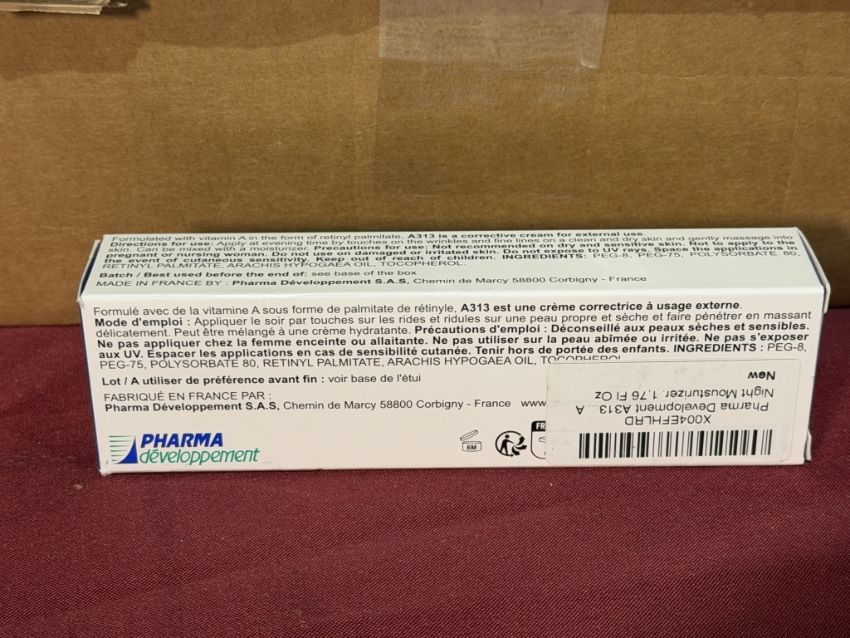 Formulated with vitamin A in the form of retinyl palmitate, A313 is a corrective cream for external use.
Directions for use: Apply at evening time by touches on the wrinkles and fine lines on a clean and dry skin and gently massage into
skin. Can be mixed with a moisturizer. Precautions for use: Not recommended on dry and sensitive skin. Not to apply to the
pregnant or nursing woman. Do not use on damaged or irritated skin. Do not expose to UV rays. Space the applications in
the event of cutaneous sensitivity. Keep out of reach of children. INGREDIENTS: PEG-8, PEG-75, POLYSORBATE 80,
RETINYL PALMITATE, ARACHIS HYPOGAEA OIL, TOCOPHEROL.
Batch / Best used before the end of: see base of the box
MADE IN FRANCE BY : Pharma Développement S.A.S, Chemin de Marcy 58800 Corbigny - France
Formulé avec de la vitamine A sous forme de palmitate de rétinyle, A313 est une crème correctrice à usage externe.
Mode d'emploi : Appliquer le soir par touches sur les rides et ridules sur une peau propre et sèche et faire pénétrer en massant
délicatement. Peut être mélangé à une crème hydratante. Précautions d'emploi : Déconseillé aux peaux sèches et sensibles.
Ne pas appliquer chez la femme enceinte ou allaitante. Ne pas utiliser sur la peau abîmée ou irritée. Ne pas s'exposer
aux UV. Espacer les applications en cas de sensibilité cutanée. Tenir hors de portée des enfants. INGREDIENTS : PEG-8,
PEG-75, POLYSORBATE 80, RETINYL PALMITATE, ARACHIS HYPOGAEA OIL, TOCOPHEROL
Lot / A utiliser de préférence avant fin : voir base de l'étui
FABRIQUÉ EN FRANCE PAR :
Pharma Développement S.A.S, Chemin de Marcy 58800 Corbigny - France www
PHARMA
développement
6M
FR
X004EFHLRD
Pharma Development A313... A
Night Mousturizer. 1.76 Fl Oz
New